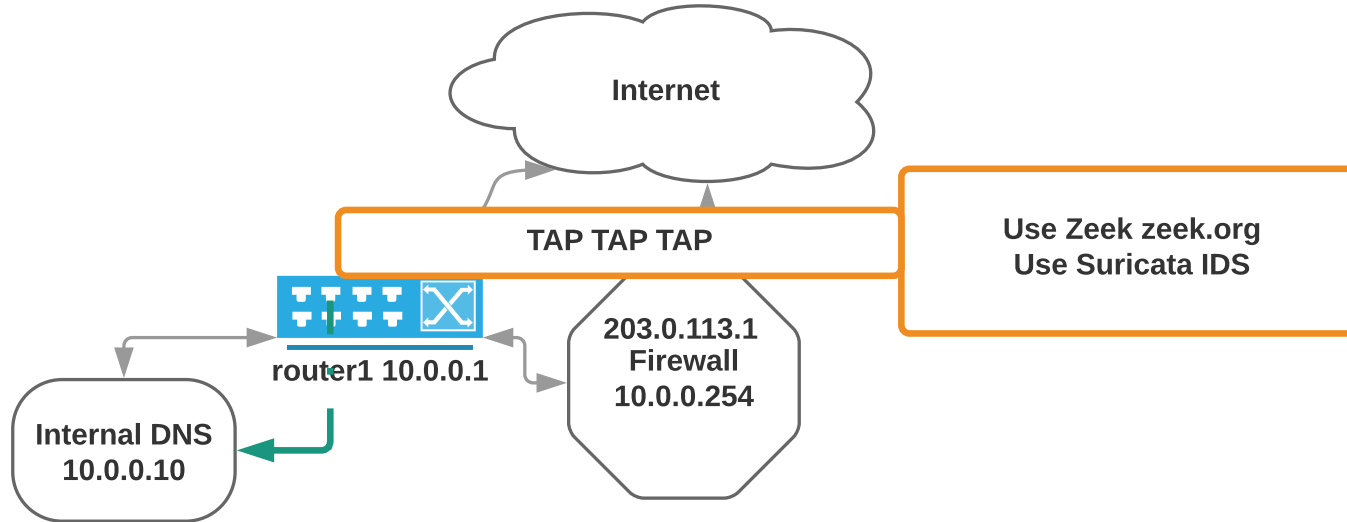 Internet
TAP TAP TAP
Use Zeek zeek.org
Use Suricata IDS
203.0.113.1
Firewall
10.0.0.254
router1 10.0.0.1
Internal DNS
10.0.0.10